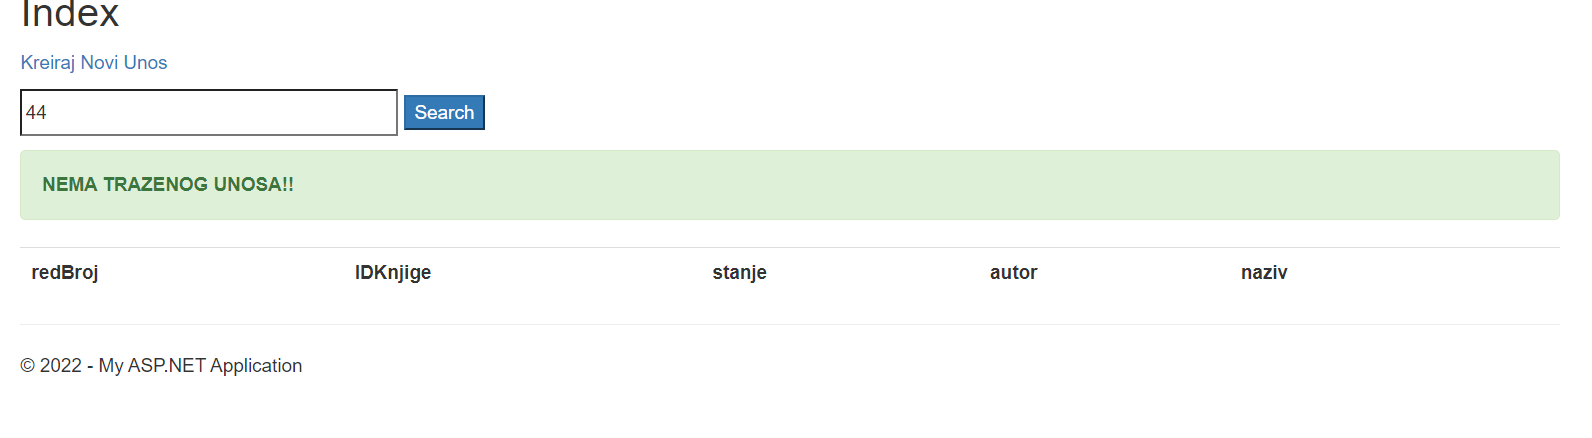 Index
Kreiraj Novi Unos
44 Search
NEMA TRAZENOG UNOSA!!
redBroj IDKnjige stanje autor naziv
© 2022 - My ASP.NET Application